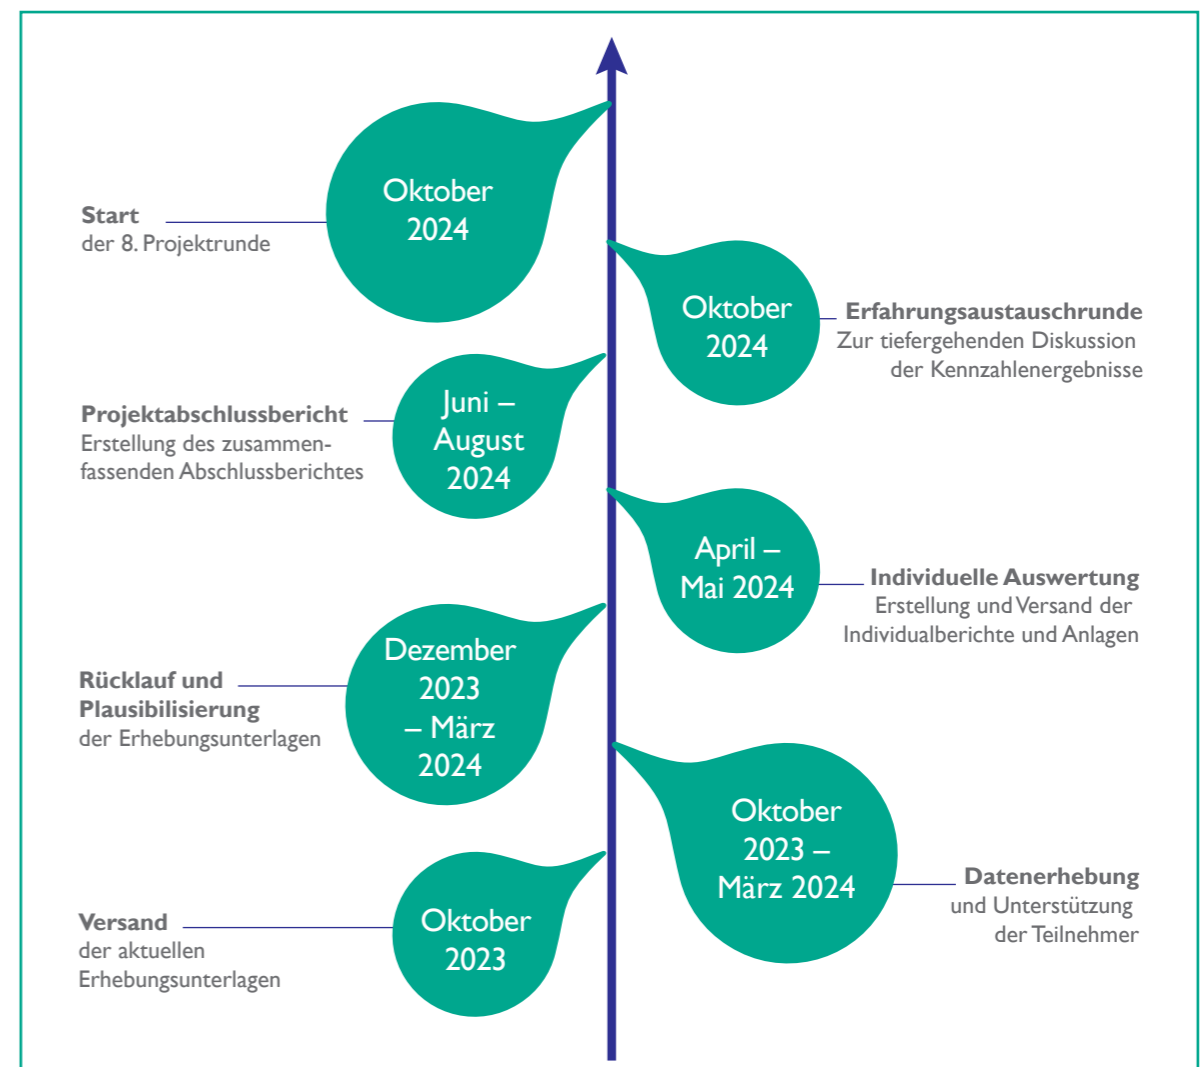 Oktober
2024
Start
der 8. Projektrunde
Oktober
2024
Erfahrungsaustauschrunde
Zur tiefergehenden Diskussion
der Kennzahlenergebnisse
Juni –
August
2024
Projektabschlussbericht
Erstellung des zusammen-
fassenden Abschlussberichtes
April –
Mai 2024
Individuelle Auswertung
Erstellung und Versand der
Individualberichte und Anlagen
Dezember
2023
– März
2024
Rücklauf und
Plausibilisierung
der Erhebungsunterlagen
Oktober
2023 –
März 2024
Datenerhebung
und Unterstützung
der Teilnehmer
Oktober
2023
Versand
der aktuellen
Erhebungsunterlagen